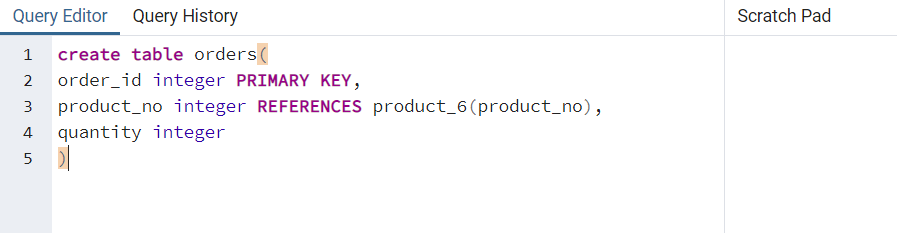 Query Editor Query History Scratch Pad
1 create table orders(
2 order_id integer PRIMARY KEY,
3 product_no integer REFERENCES product_6(product_no),
4 quantity integer
5 )